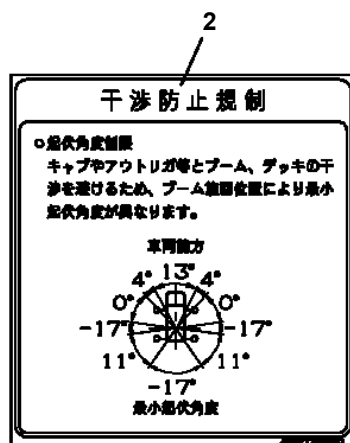 2
干渉防止規制
○起伏角度制限
キャブやアウトリガ等とブーム、デッキの干
渉を避けるため、ブーム旋回位置により最小
起伏角度が異なります。
車両前方
4° 13° 4°
0° 0°
-17° -17°
11° 11°
-17°
最小起伏角度